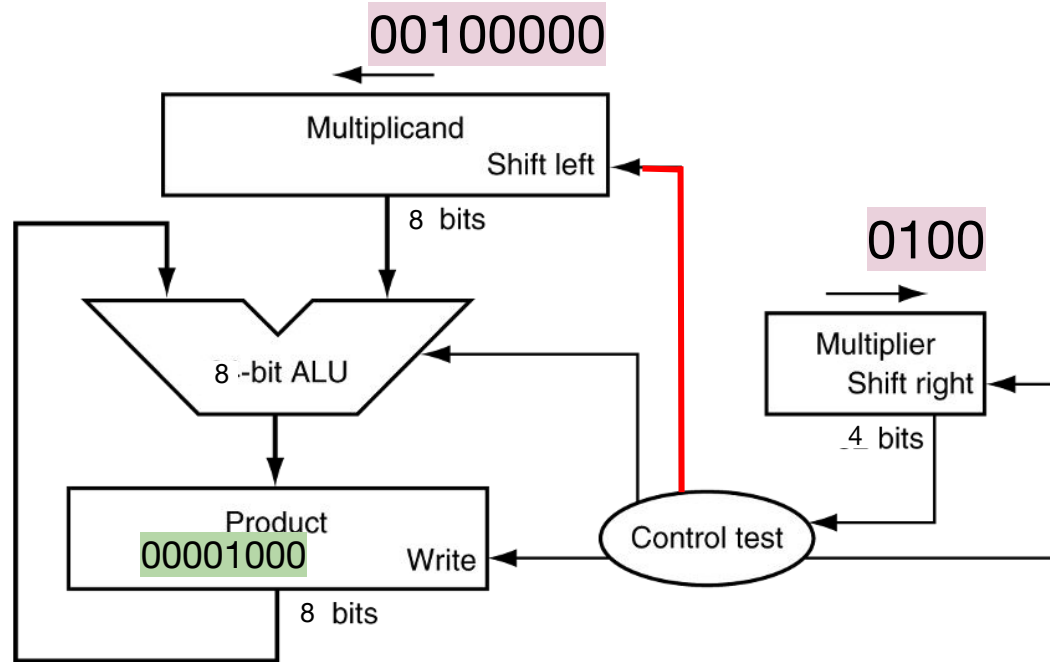 00100000
Multiplicand
Shift left
8 bits
0100
Multiplier
Shift right
8 -bit ALU
4 bits
Product
00001000
Write
Control test
8 bits